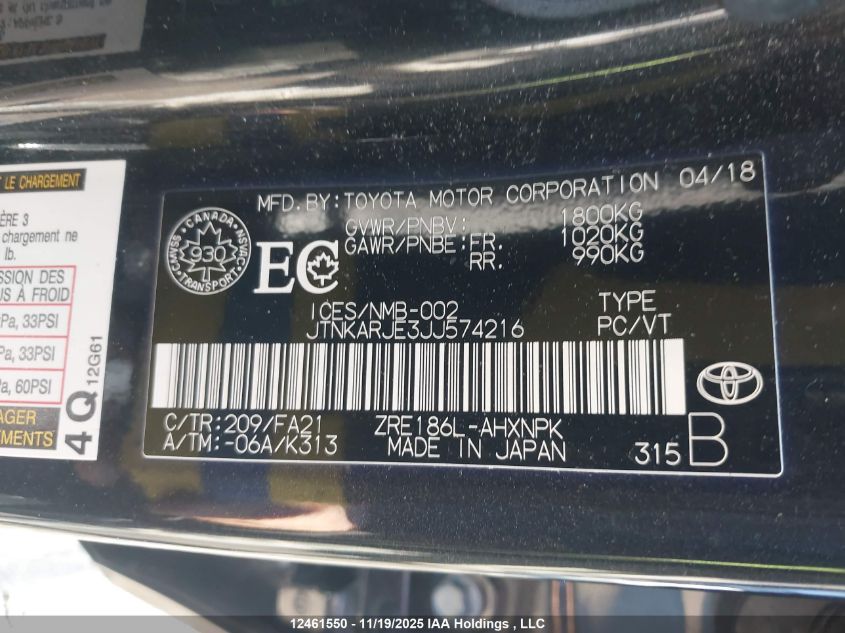 T LE CHARGEMENT
ÈRE 3
chargement ne
lb.
SSION DES
US À FROID
Pa, 33PSI
Pa, 33PSI
a, 60PSI
AGER
EMENTS
4Q 12G61
MFD.BY:TOYOTA MOTOR CORPORATION 04/18
GVWR/PNBV: 1800KG
GAWR/PNBE:FR. 1020KG
RR. 990KG
CANADA
CMVSS NSVAC
930
TRANSPORT
EC
ICES/NMB-002
JTNKARJE3JJ574216
TYPE
PC/VT
C/TR:209/FA21 ZRE186L-AHXNPK
A/TM:-06A/K313 MADE IN JAPAN
315 B
12461550 - 11/19/2025 IAA Holdings , LLC